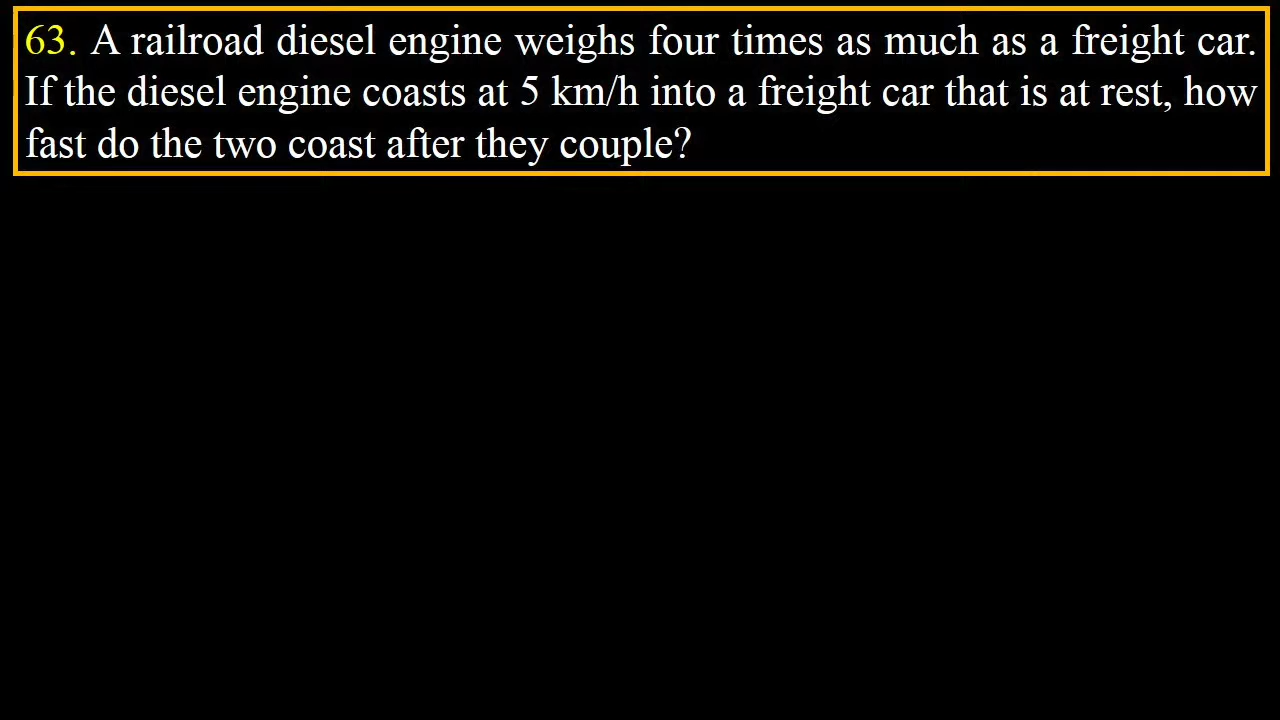 63. A railroad diesel engine weighs four times as much as a freight car.
If the diesel engine coasts at 5 km/h into a freight car that is at rest, how
fast do the two coast after they couple?